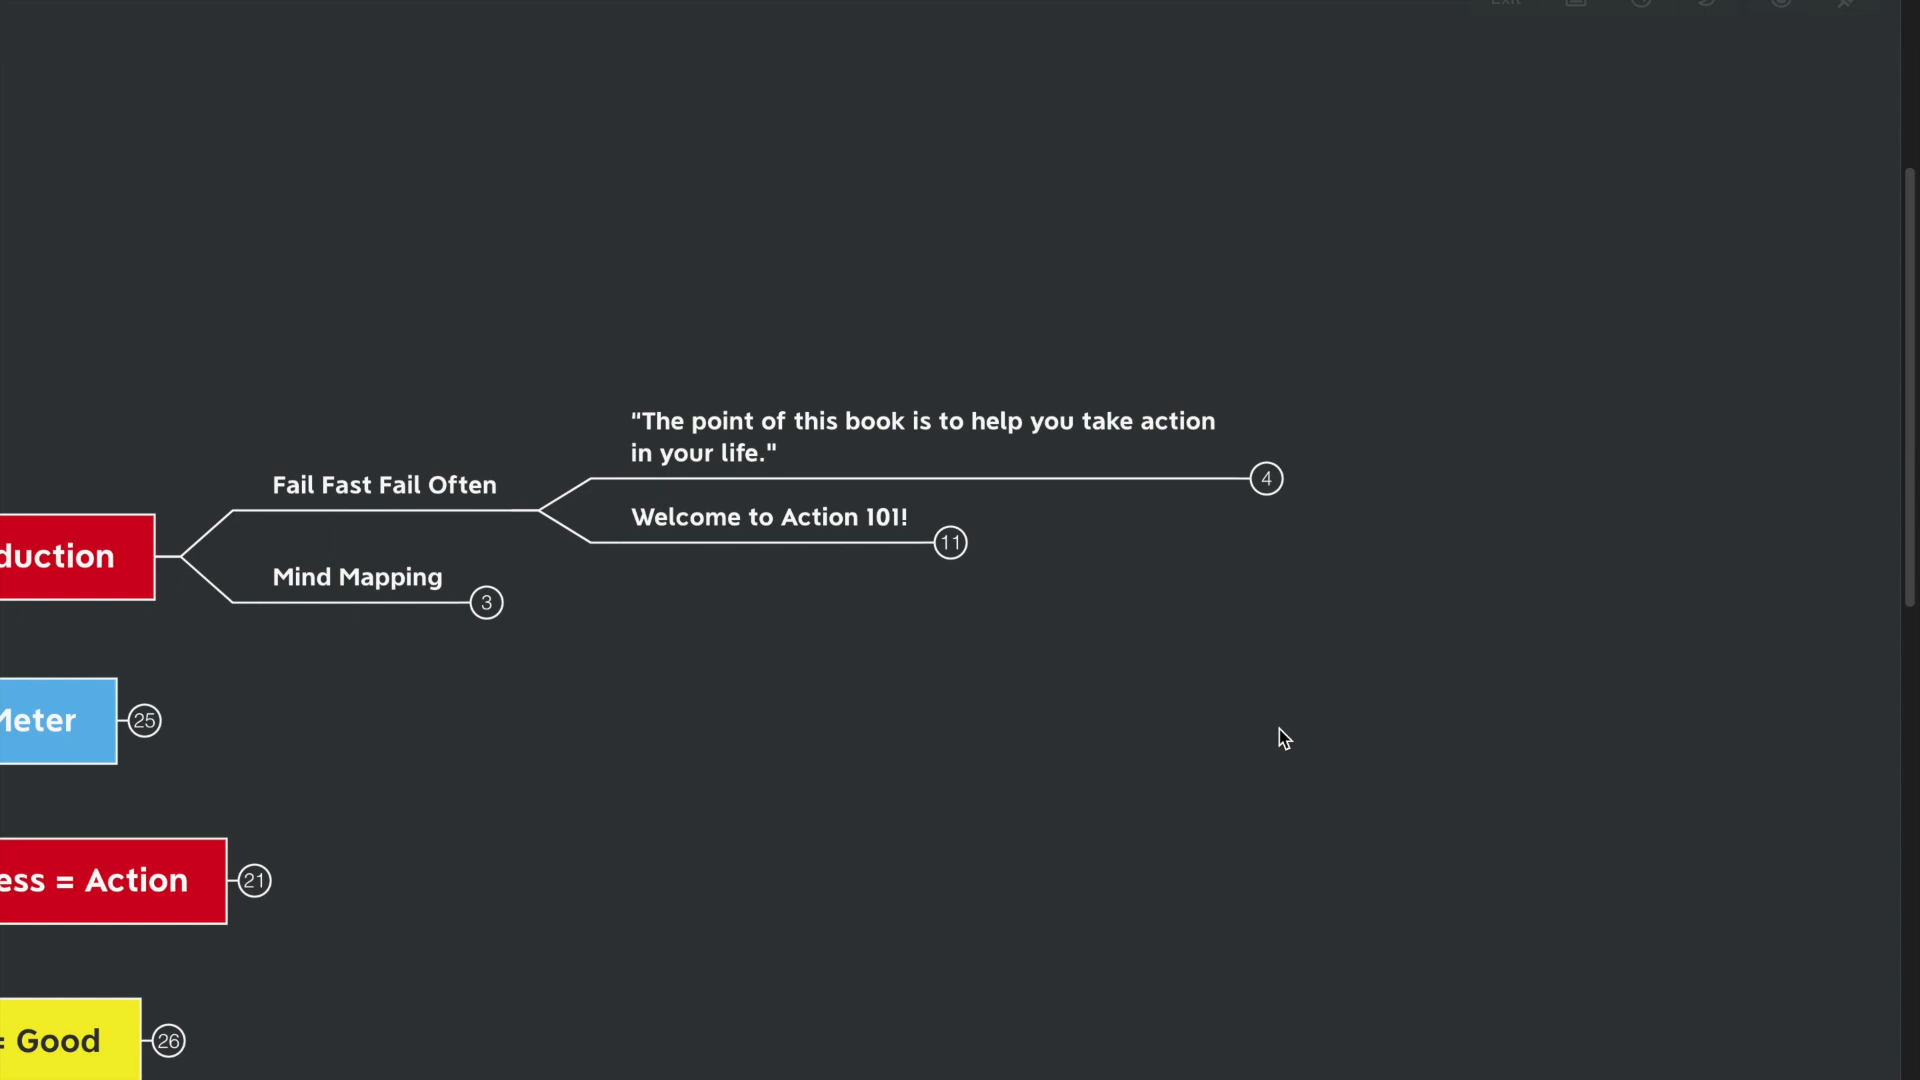 "The point of this book is to help you take action
in your life."
4
Fail Fast Fail Often
Welcome to Action 101!
11
duction
Mind Mapping
3
Meter
25
ess = Action
21
= Good
26